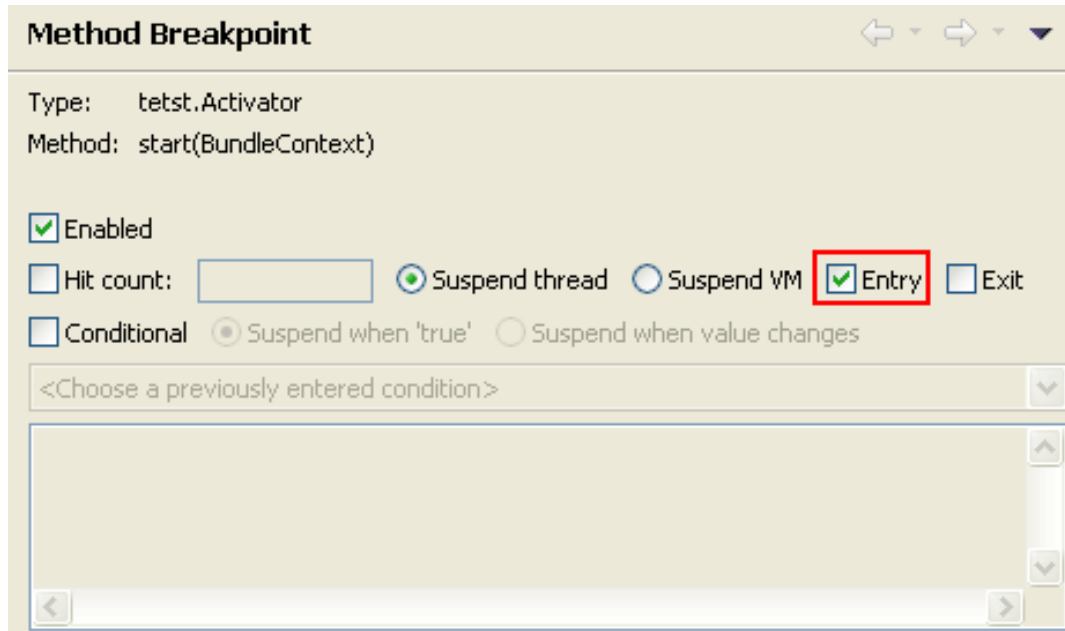 Method Breakpoint
Type: tetst.Activator
Method: start(BundleContext)
Enabled
Hit count: Suspend thread Suspend VM Entry Exit
Conditional Suspend when 'true' Suspend when value changes
<Choose a previously entered condition>